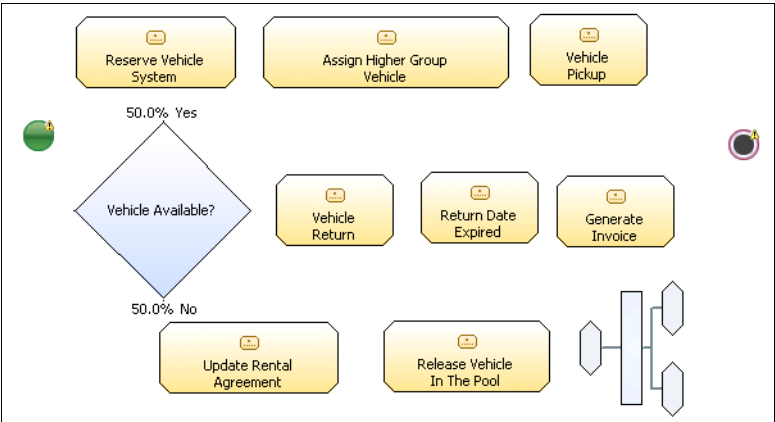 Reserve Vehicle
System
Assign Higher Group
Vehicle
Vehicle
Pickup
50.0% Yes
Vehicle Available?
50.0% No
Vehicle
Return
Return Date
Expired
Generate
Invoice
Update Rental
Agreement
Release Vehicle
In The Pool